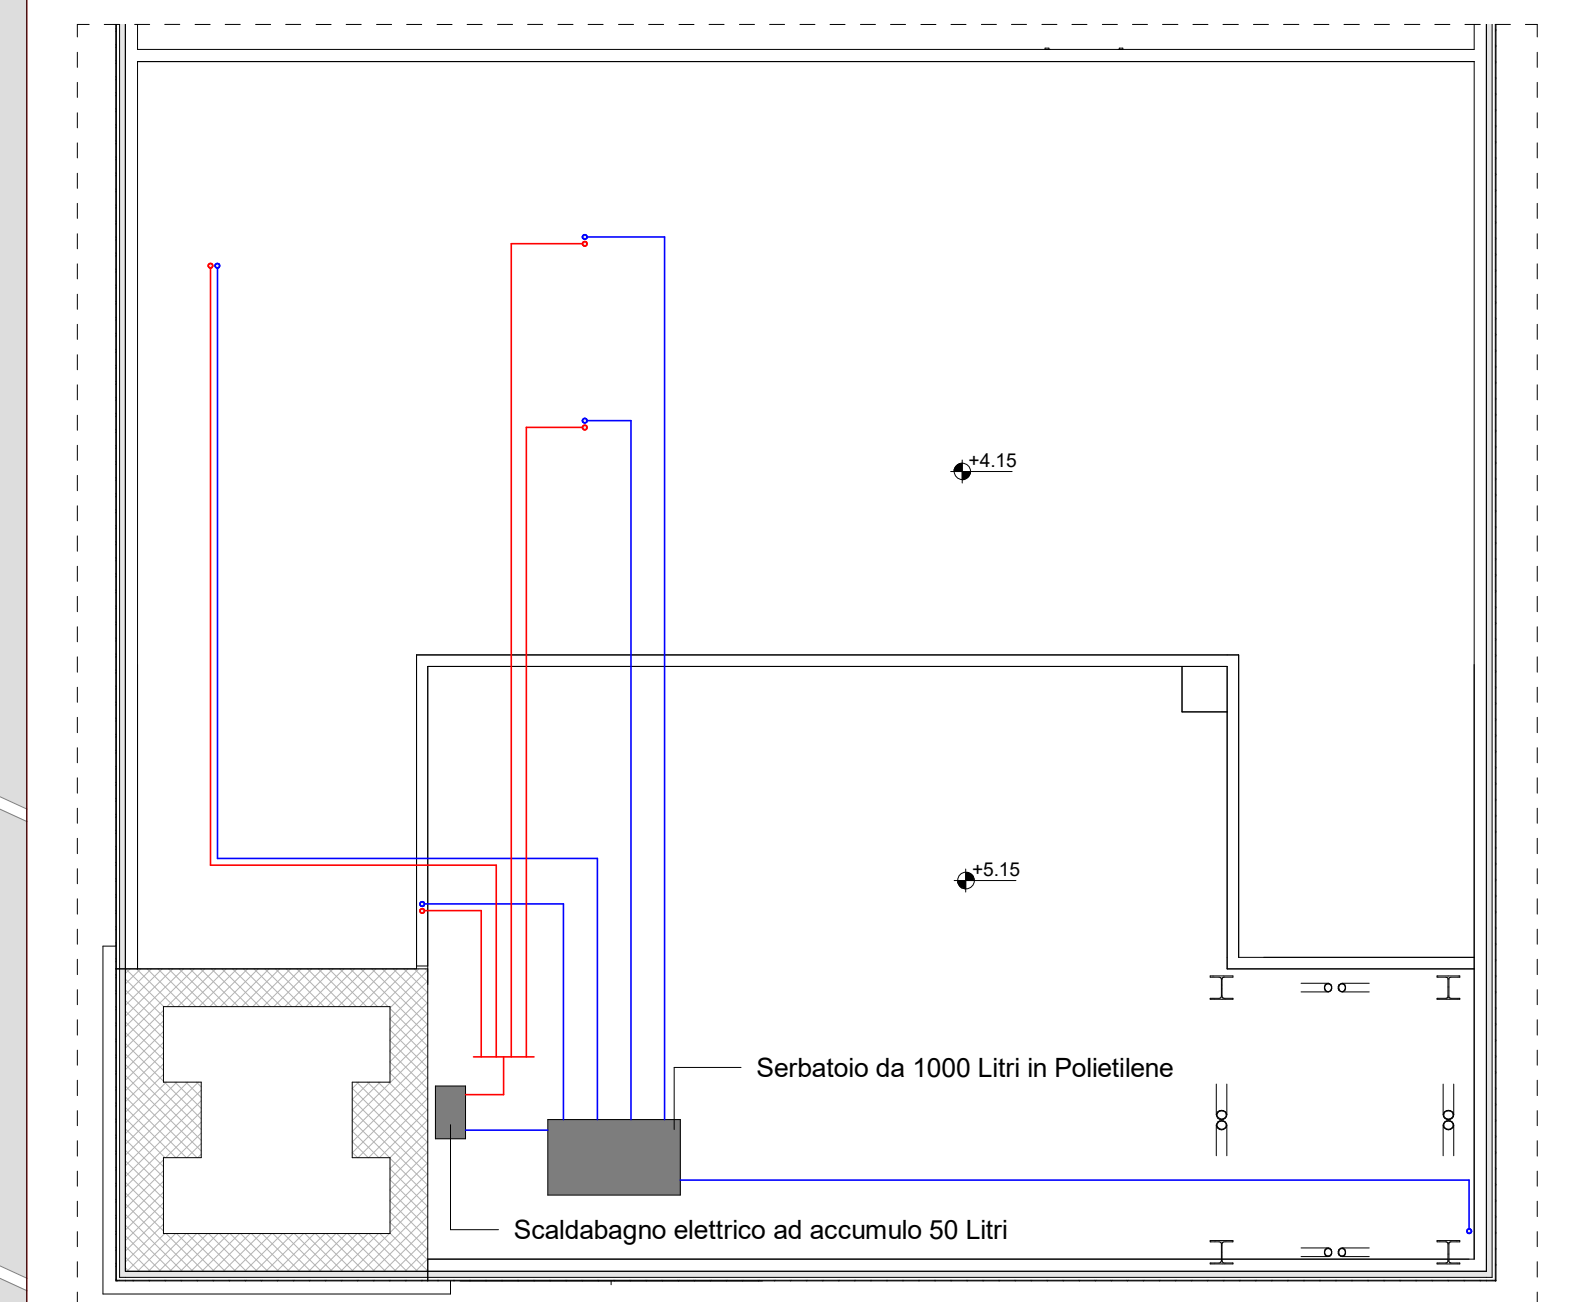 +4.15
+5.15
Serbatoio da 1000 Litri in Polietilene
Scaldabagno elettrico ad accumulo 50 Litri